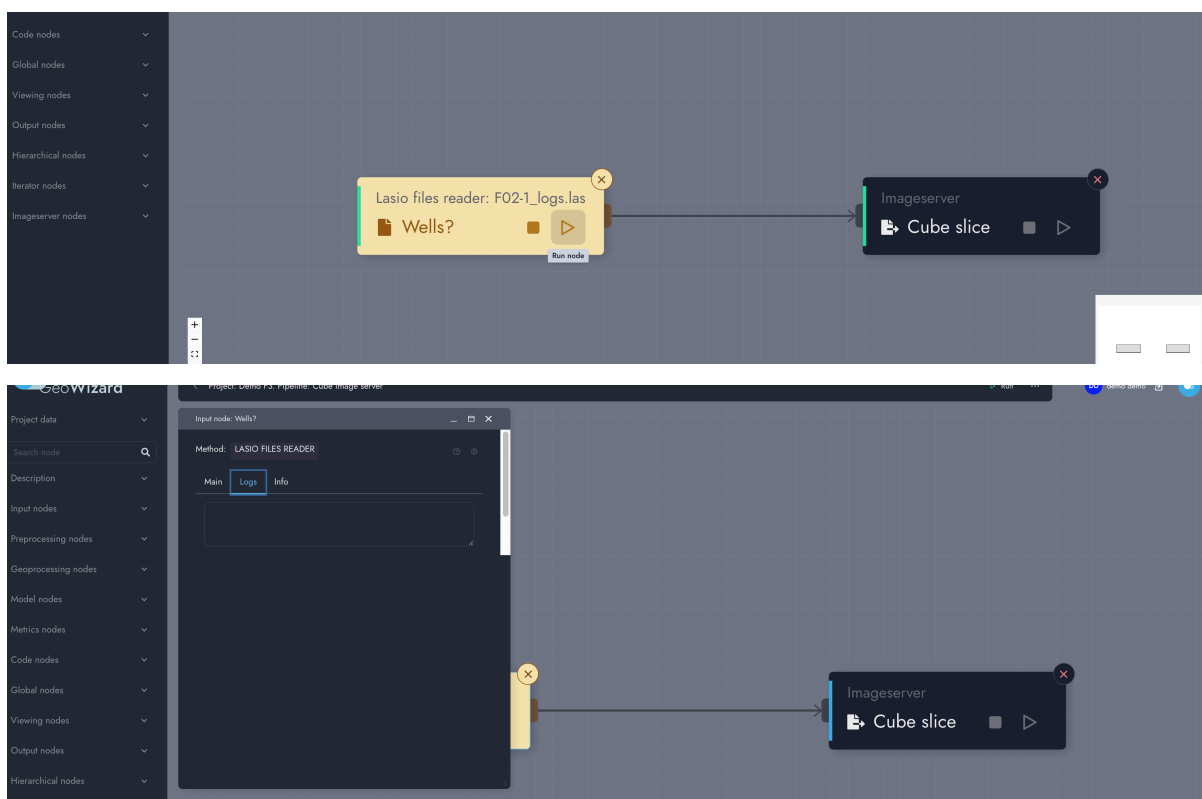 Code nodes
Global nodes
Viewing nodes
Output nodes
Hierarchical nodes
Iterator nodes
Imageserver nodes
Lasio files reader: F02-1_logs.las
Wells?
Run node
Imageserver
Cube slice
GeoWizard
Project: Demo F3. Pipeline: Cube image server
Run
DD
demo demo
Project data
Search node
Description
Input nodes
Preprocessing nodes
Geoprocessing nodes
Model nodes
Metrics nodes
Code nodes
Global nodes
Viewing nodes
Output nodes
Hierarchical nodes
Input node: Wells?
Method: LASIO FILES READER
Main Logs Info
Imageserver
Cube slice